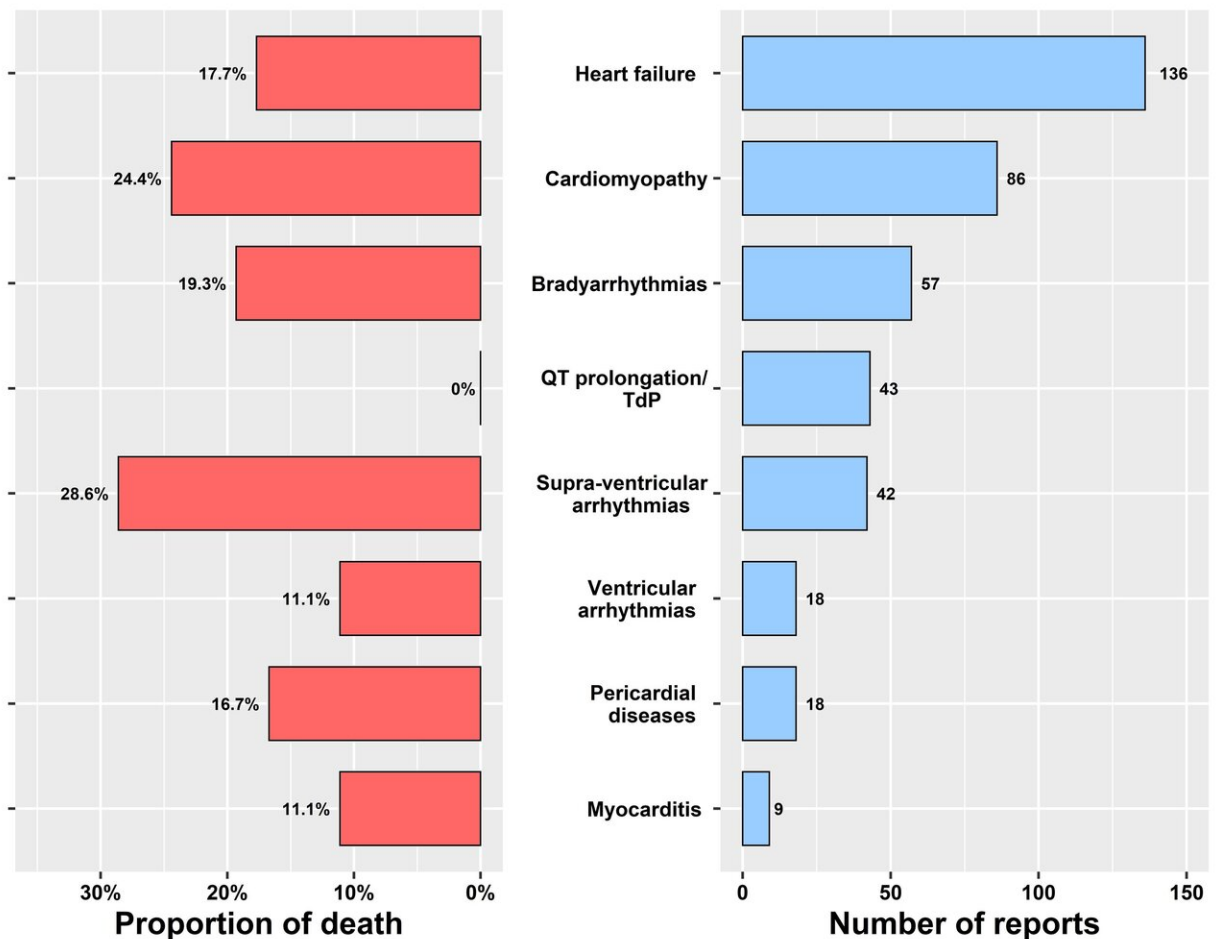 17.7%
Heart failure
136
24.4%
Cardiomyopathy
86
19.3%
Bradyarrhythmias
57
0%
QT prolongation/
TdP
43
28.6%
Supra-ventricular
arrhythmias
42
11.1%
Ventricular
arrhythmias
18
16.7%
Pericardial
diseases
18
11.1%
Myocarditis
9
30% 20% 10% 0%
0 50 100 150
Proportion of death
Number of reports